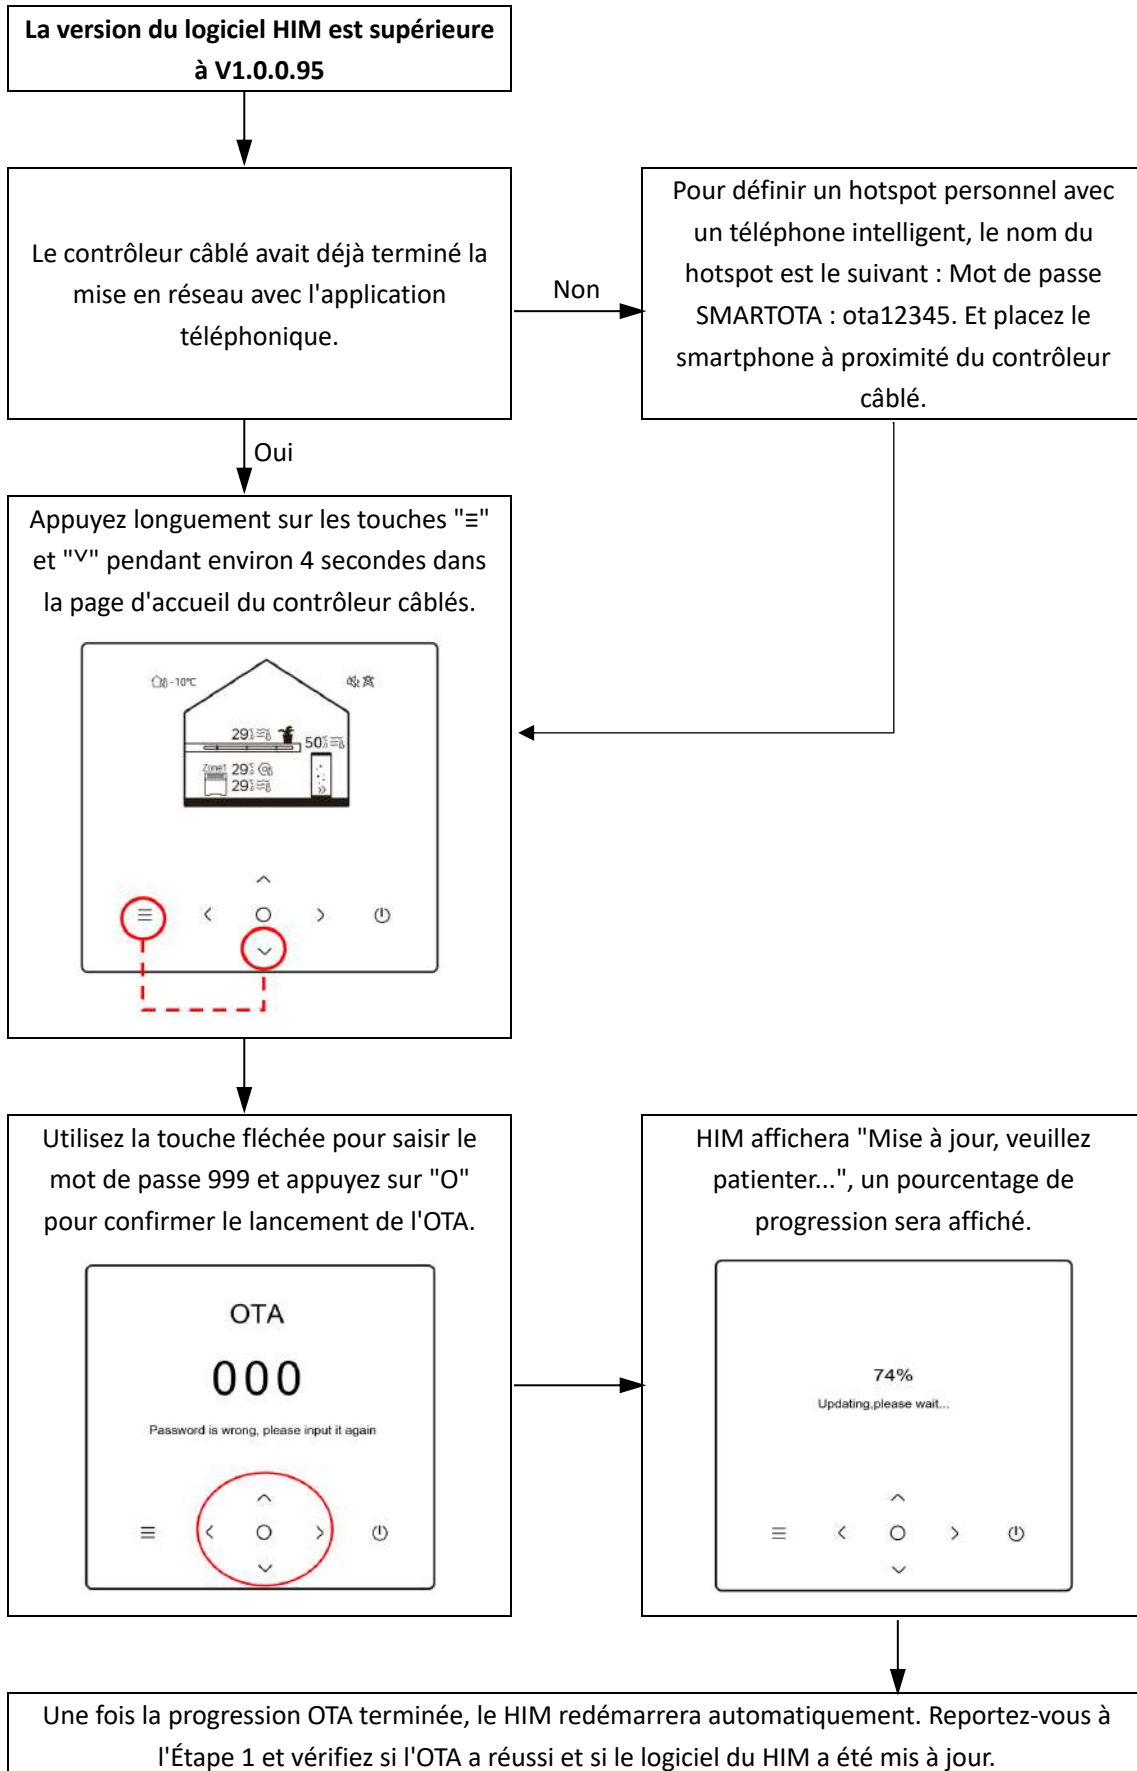 La version du logiciel HIM est supérieure
à V1.0.0.95
Le contrôleur câblé avait déjà terminé la
mise en réseau avec l'application
téléphonique.
Non
Pour définir un hotspot personnel avec
un téléphone intelligent, le nom du
hotspot est le suivant : Mot de passe
SMARTOTA : ota12345. Et placez le
smartphone à proximité du contrôleur
câblé.
Oui
Appuyez longuement sur les touches "≡"
et "˅" pendant environ 4 secondes dans
la page d'accueil du contrôleur câblés.
-10°C
29
50
Zone1 29
29
Utilisez la touche fléchée pour saisir le
mot de passe 999 et appuyez sur "O"
pour confirmer le lancement de l'OTA.
OTA
000
Password is wrong, please input it again
HIM affichera "Mise à jour, veuillez
patienter...", un pourcentage de
progression sera affiché.
74%
Updating,please wait...
Une fois la progression OTA terminée, le HIM redémarrera automatiquement. Reportez-vous à
l'Étape 1 et vérifiez si l'OTA a réussi et si le logiciel du HIM a été mis à jour.